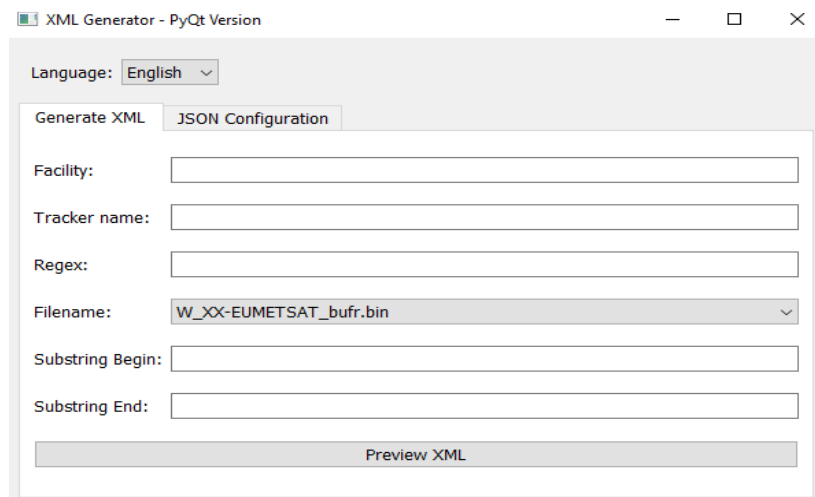 XML Generator - PyQt Version
Language: English
Generate XML JSON Configuration
Facility:
Tracker name:
Regex:
Filename: W_XX-EUMETSAT_bufr.bin
Substring Begin:
Substring End:
Preview XML